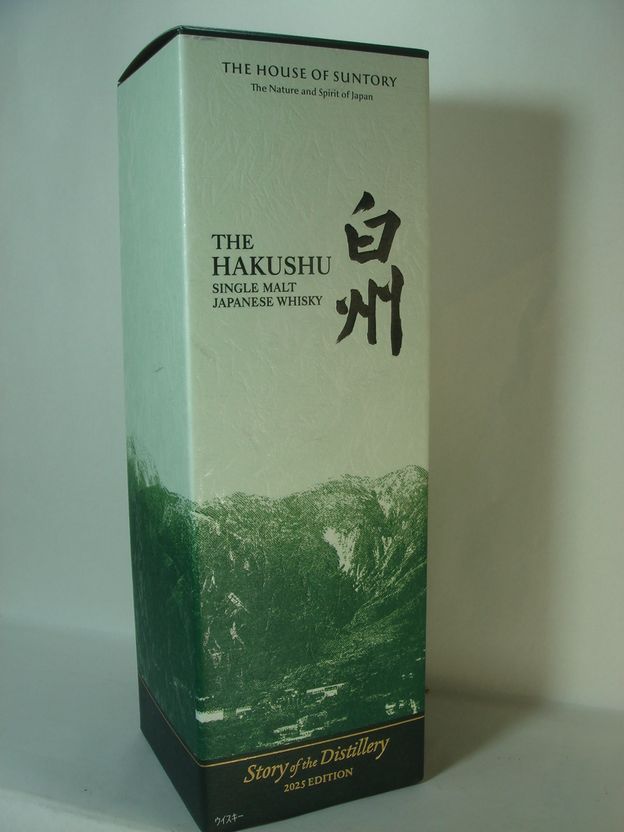 THE HOUSE OF SUNTORY
The Nature and Spirit of Japan
THE
HAKUSHU
SINGLE MALT
JAPANESE WHISKY
白州
Story of the Distillery
2025 EDITION
ウイスキー